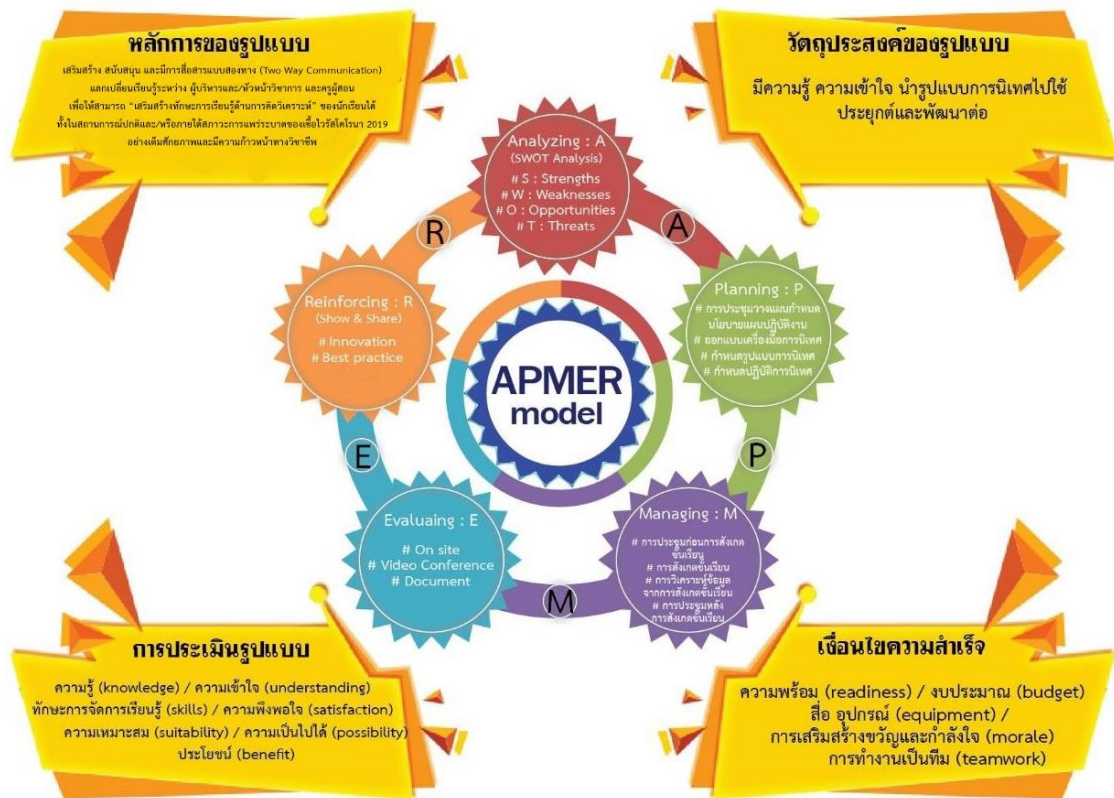 หลักการของรูปแบบ
เสริมสร้าง สนับสนุน และมีการสื่อสารแบบสองทาง (Two Way Communication)
แลกเปลี่ยนเรียนรู้ระหว่าง ผู้บริหารและ/หัวหน้าวิชาการ และครูผู้สอน
เพื่อให้สามารถ "เสริมสร้างทักษะการเรียนรู้ด้านการคิดวิเคราะห์" ของนักเรียนได้
ทั้งในสถานการณ์ปกติและ/หรือภายใต้สภาวะการแพร่ระบาดของเชื้อไวรัสโคโรนา 2019
อย่างเต็มศักยภาพและมีความก้าวหน้าทางวิชาชีพ
วัตถุประสงค์ของรูปแบบ
มีความรู้ ความเข้าใจ นำรูปแบบการนิเทศไปใช้
ประยุกต์และพัฒนาต่อ
Analyzing : A
(SWOT Analysis)
# S : Strengths
# W : Weaknesses
# O : Opportunities
# T : Threats
R
A
Reinforcing : R
(Show & Share)
# Innovation
# Best practice
Planning : P
# การประชุมวางแผนกำหนด
นโยบายแผนปฏิบัติงาน
# ออกแบบเครื่องมือการนิเทศ
# กำหนดรูปแบบการนิเทศ
# กำหนดปฏิบัติการนิเทศ
APMER
model
E
P
Evaluaing : E
# On site
# Video Conference
# Document
Managing : M
# การประชุมก่อนการสังเกต
ชั้นเรียน
# การสังเกตชั้นเรียน
# การวิเคราะห์ข้อมูล
จากการสังเกตชั้นเรียน
# การประชุมหลัง
การสังเกตชั้นเรียน
M
การประเมินรูปแบบ
ความรู้ (knowledge) / ความเข้าใจ (understanding)
ทักษะการจัดการเรียนรู้ (skills) / ความพึงพอใจ (satisfaction)
ความเหมาะสม (suitability) / ความเป็นไปได้ (possibility)
ประโยชน์ (benefit)
เงื่อนไขความสำเร็จ
ความพร้อม (readiness) / งบประมาณ (budget)
สื่อ อุปกรณ์ (equipment) /
การเสริมสร้างขวัญและกำลังใจ (morale)
การทำงานเป็นทีม (teamwork)